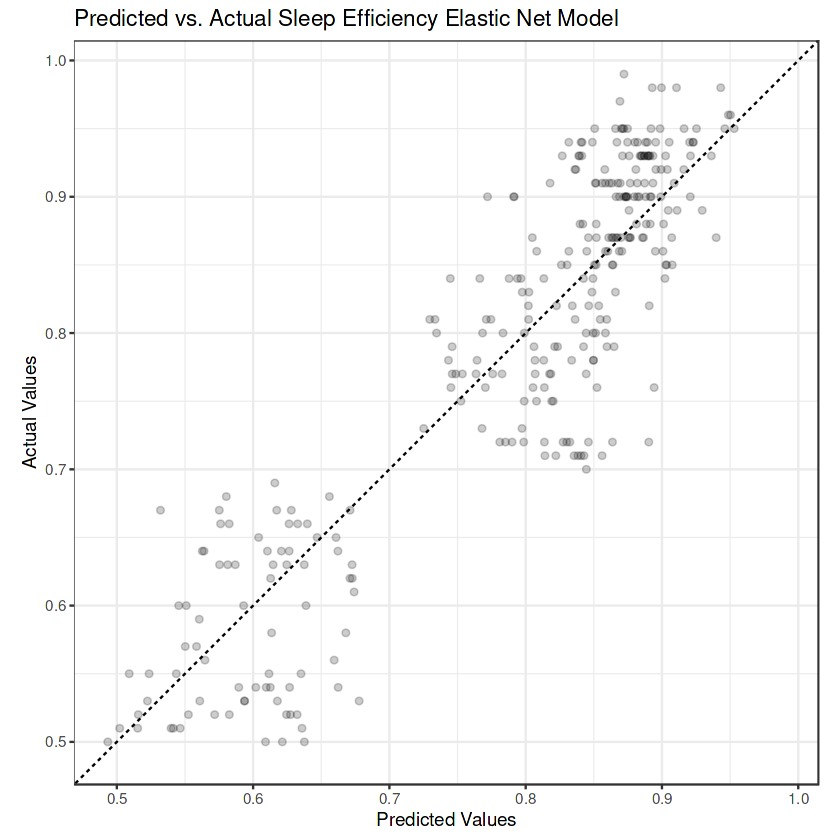 Predicted vs. Actual Sleep Efficiency Elastic Net Model
1.0
0.9
0.8
0.7
0.6
0.5
Actual Values
0.5 0.6 0.7 0.8 0.9 1.0
Predicted Values